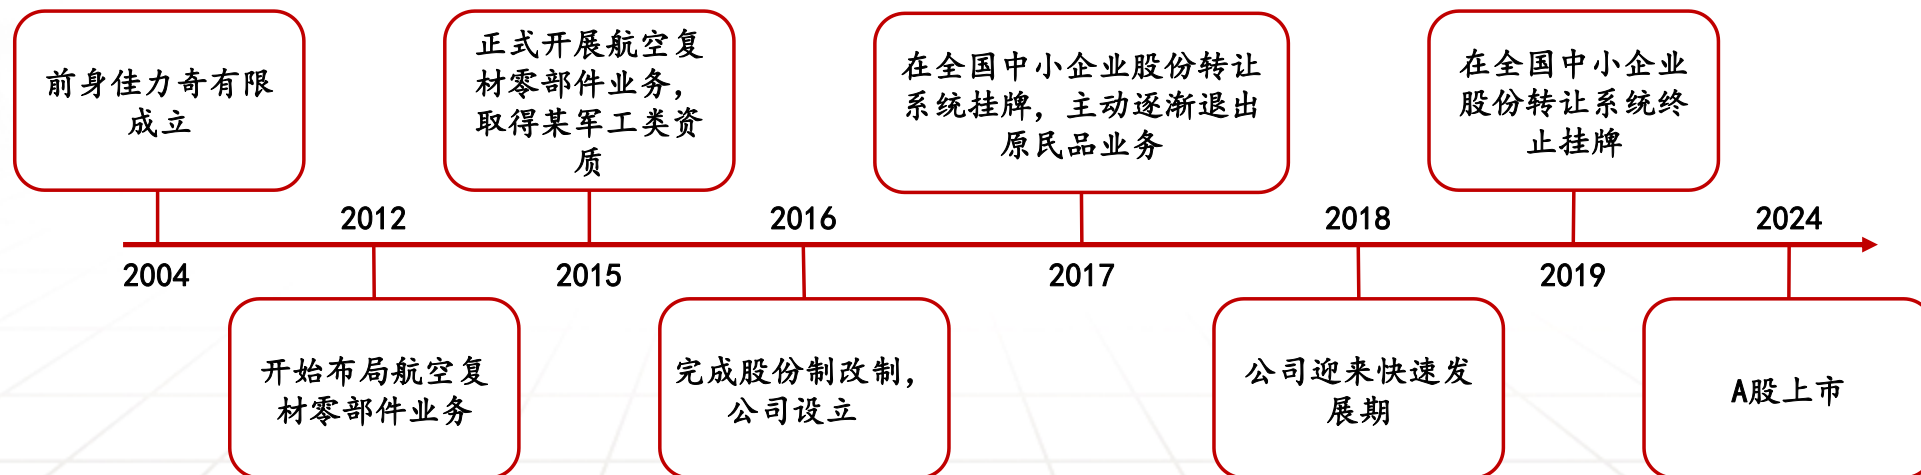 前身佳力奇有限
成立
正式开展航空复
材零部件业务，
取得某军工类资
质
在全国中小企业股份转让
系统挂牌，主动逐渐退出
原民品业务
在全国中小企业
股份转让系统终
止挂牌
2012
2016
2018
2024
2004
2015
2017
2019
开始布局航空复
材零部件业务
完成股份制改制，
公司设立
公司迎来快速发
展期
A股上市